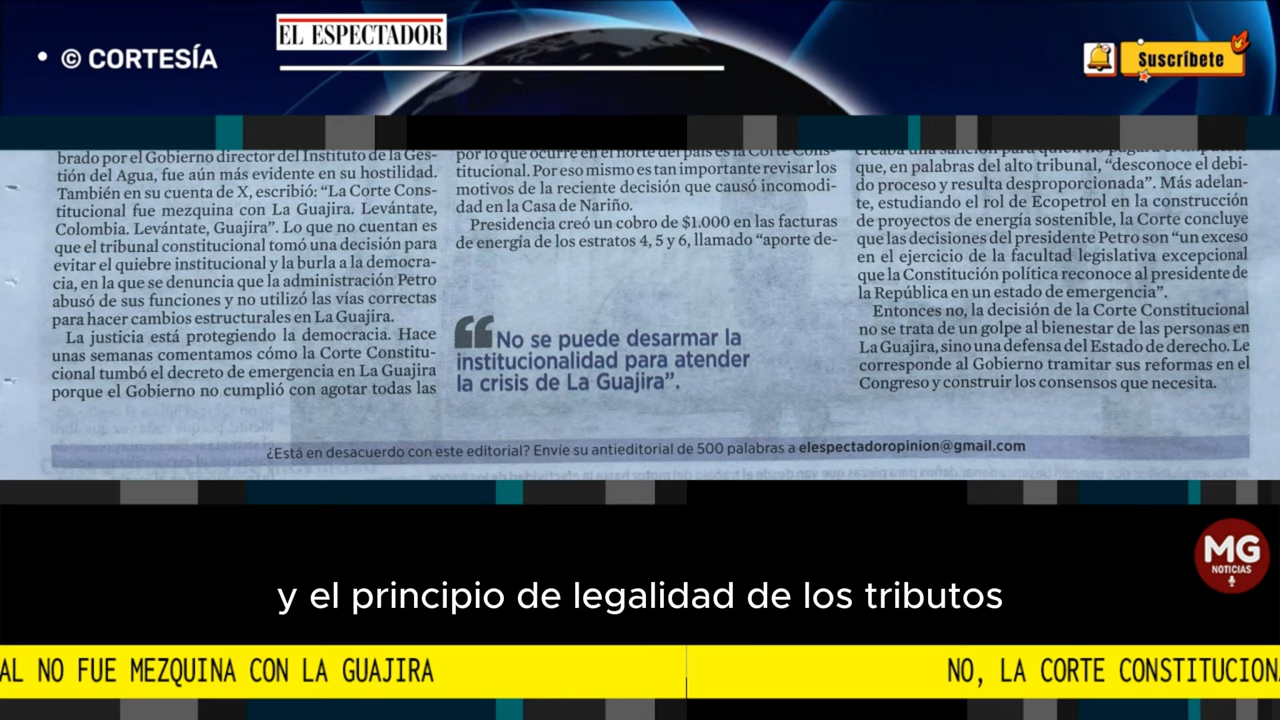 © CORTESÍA
EL ESPECTADOR
Suscríbete
brado por el Gobierno director del Instituto de la Ges-
tión del Agua, fue aún más evidente en su hostilidad.
También en su cuenta de X, escribió: “La Corte Cons-
titucional fue mezquina con La Guajira. Levántate,
Colombia. Levántate, Guajira”. Lo que no cuentan es
que el tribunal constitucional tomó una decisión para
evitar el quiebre institucional y la burla a la democra-
cia, en la que se denuncia que la administración Petro
abusó de sus funciones y no utilizó las vías correctas
para hacer cambios estructurales en La Guajira.
La justicia está protegiendo la democracia. Hace
unas semanas comentamos cómo la Corte Constitu-
cional tumbó el decreto de emergencia en La Guajira
porque el Gobierno no cumplió con agotar todas las
por lo que ocurre en el norte del país es la Corte Cons-
titucional. Por eso mismo es tan importante revisar los
motivos de la reciente decisión que causó incomodi-
dad en la Casa de Nariño.
Presidencia creó un cobro de $1.000 en las facturas
de energía de los estratos 4, 5 y 6, llamado “aporte de-
“No se puede desarmar la
institucionalidad para atender
la crisis de La Guajira”.
creaba una sanción para quien no
que, en palabras del alto tribunal, “desconoce el debi-
do proceso y resulta desproporcionada”. Más adelan-
te, estudiando el rol de Ecopetrol en la construcción
de proyectos de energía sostenible, la Corte concluye
que las decisiones del presidente Petro son “un exceso
en el ejercicio de la facultad legislativa excepcional
que la Constitución política reconoce al presidente de
la República en un estado de emergencia”.
Entonces no, la decisión de la Corte Constitucional
no se trata de un golpe al bienestar de las personas en
La Guajira, sino una defensa del Estado de derecho. Le
corresponde al Gobierno tramitar sus reformas en el
Congreso y construir los consensos que necesita.
¿Está en desacuerdo con este editorial? Envíe su antieditorial de 500 palabras a elespectadoropinion@gmail.com
MG
NOTICIAS
y el principio de legalidad de los tributos
AL NO FUE MEZQUINA CON LA GUAJIRA
NO, LA CORTE CONSTITUCION